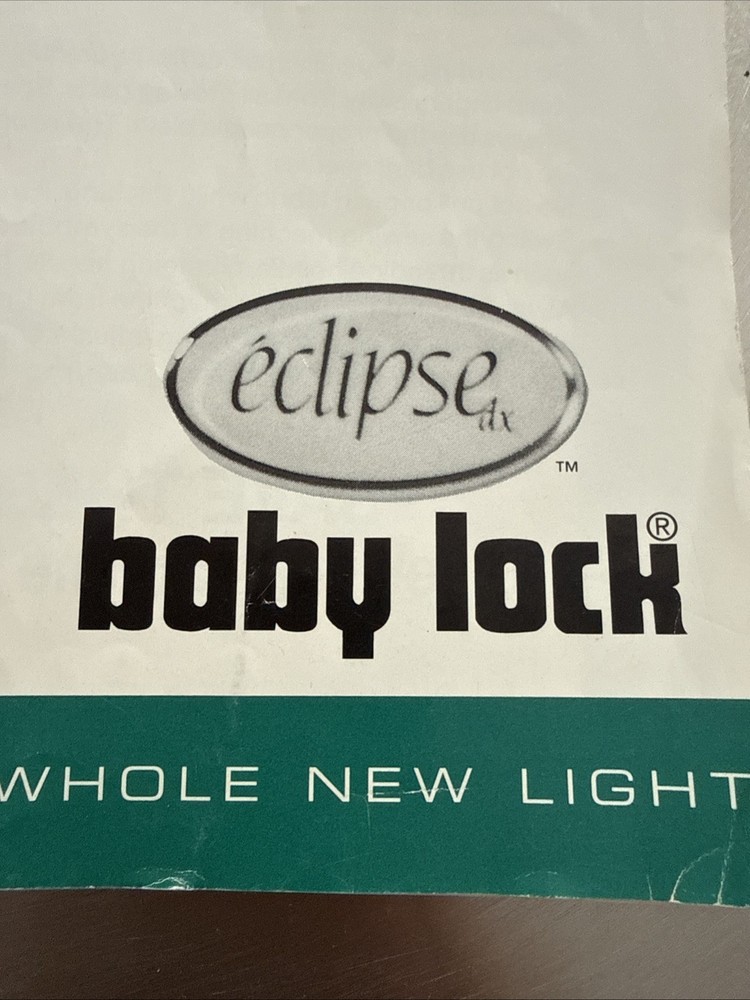 éclipse dx
™
baby lock®
WHOLE NEW LIGHT